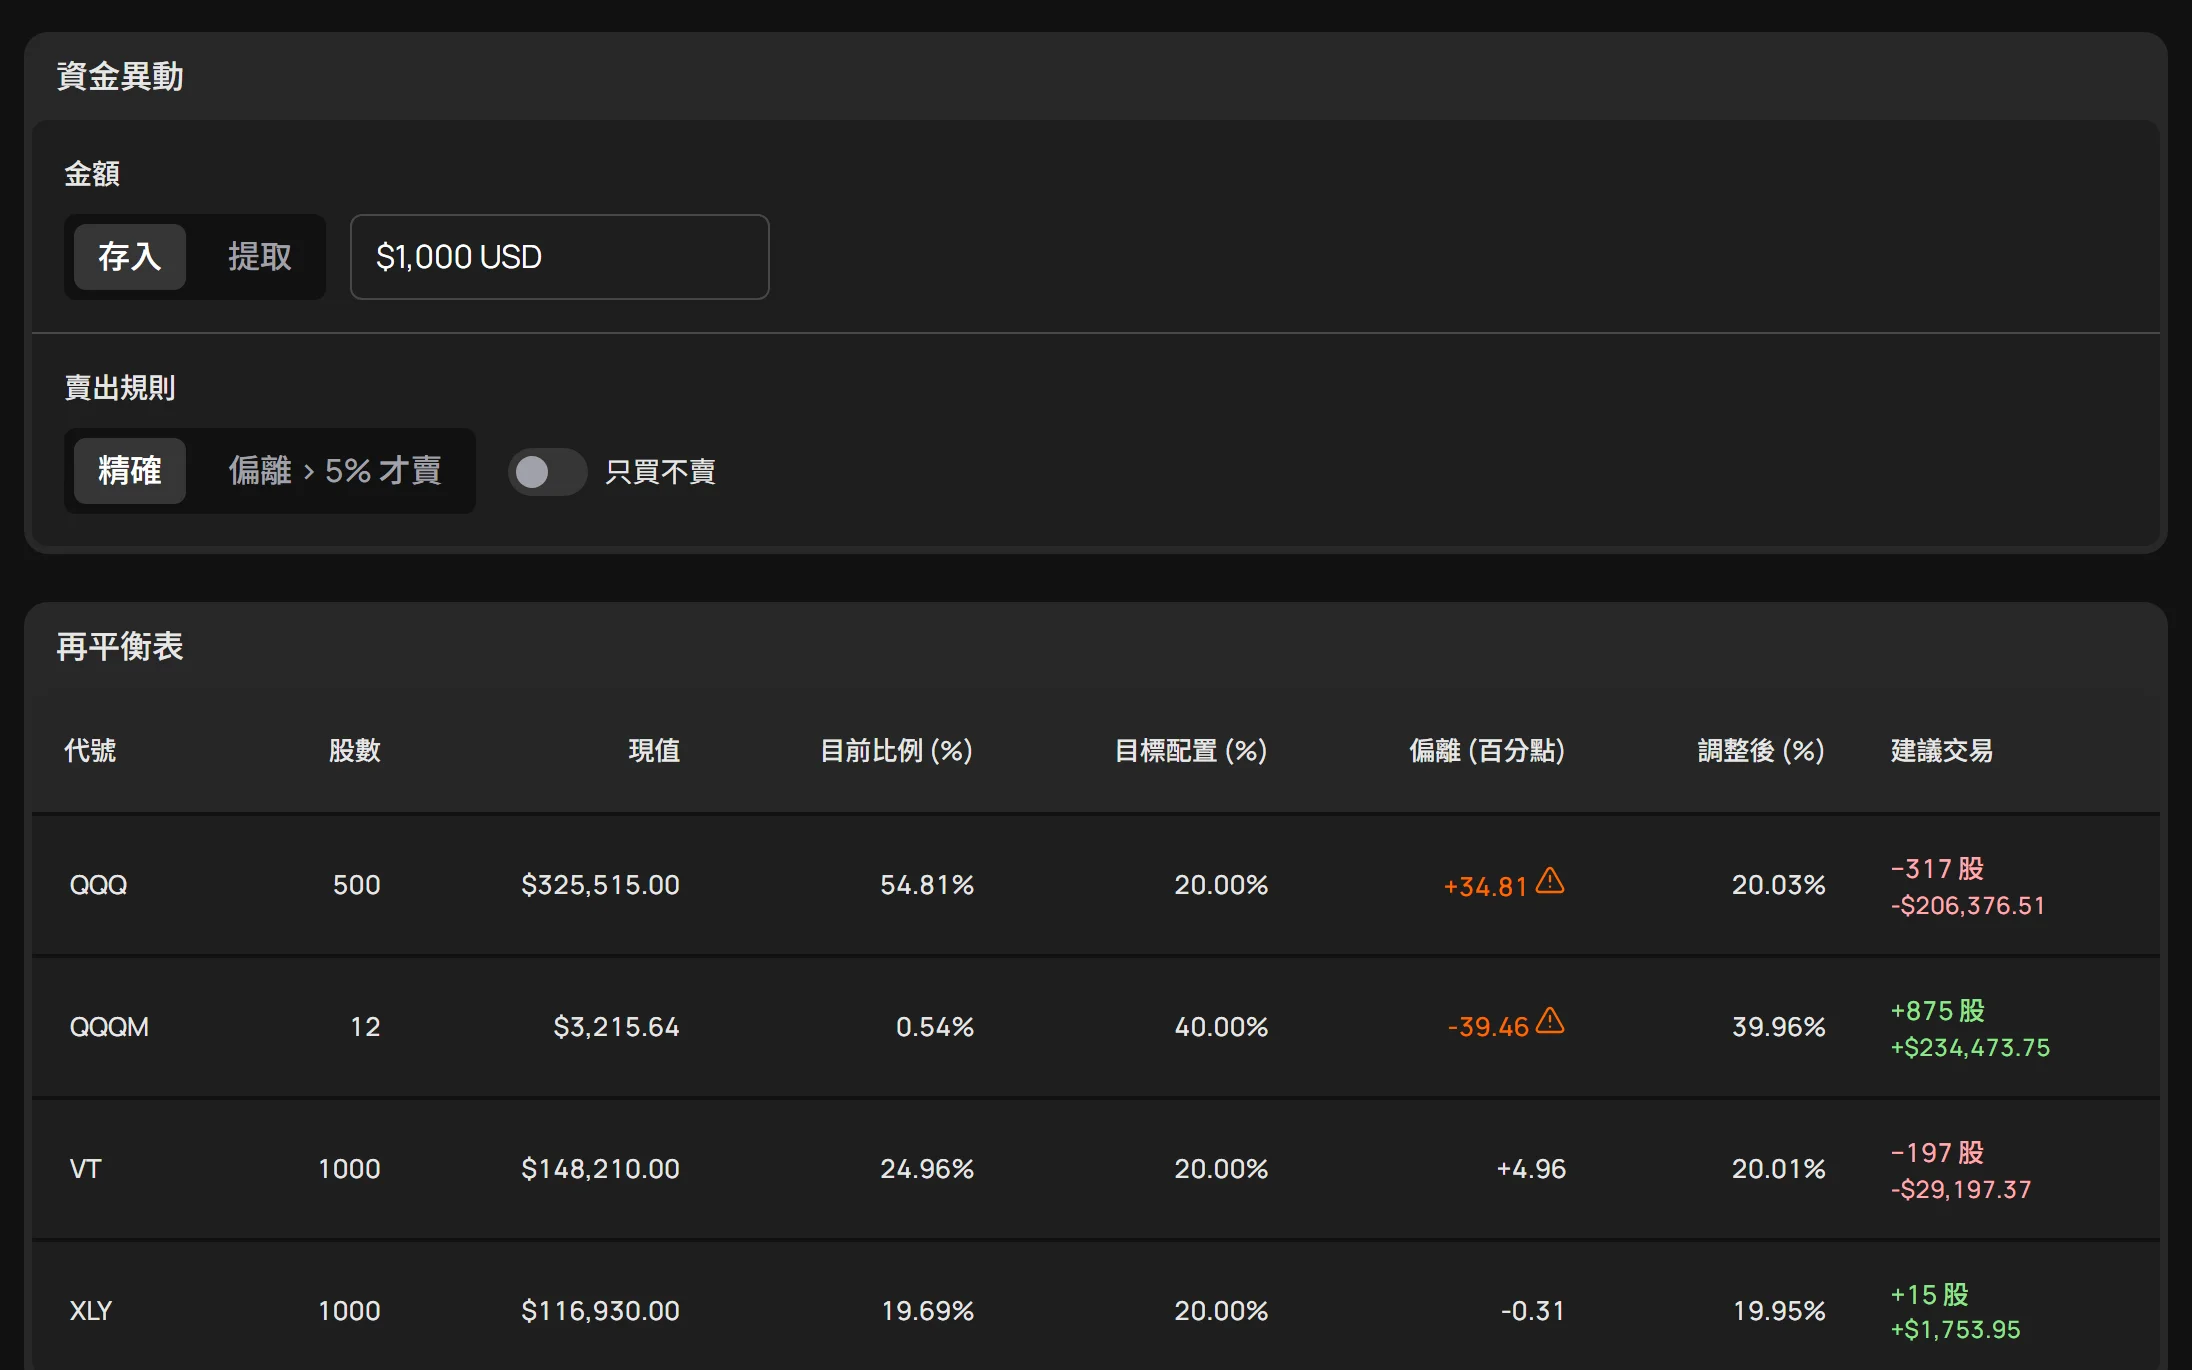 資金異動
金額
存入 提取 $1,000 USD
賣出規則
精確 偏離 > 5% 才賣 只買不賣
再平衡表
代號 股數 現值 目前比例 (%) 目標配置 (%) 偏離 (百分點) 調整後 (%) 建議交易
QQQ 500 $325,515.00 54.81% 20.00% +34.81 20.03% −317 股
-$206,376.51
QQQM 12 $3,215.64 0.54% 40.00% -39.46 39.96% +875 股
+$234,473.75
VT 1000 $148,210.00 24.96% 20.00% +4.96 20.01% −197 股
-$29,197.37
XLY 1000 $116,930.00 19.69% 20.00% -0.31 19.95% +15 股
+$1,753.95